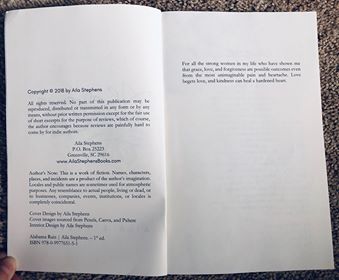 Copyright © 2018 by Aila Stephens
All rights reserved. No part of this publication may be
reproduced, distributed or transmitted in any form or by any
means, without prior written permission except for the fair use
of short excerpts for the purpose of reviews, which of course,
the author encourages because reviews are painfully hard to
come by for indie authors.
Aila Stephens
P.O. Box 25223
Greenville, SC 29616
www.AilaStephensBooks.com
Author's Note: This is a work of fiction. Names, characters,
places, and incidents are a product of the author's imagination.
Locales and public names are sometimes used for atmospheric
purposes. Any resemblance to actual people, living or dead, or
to businesses, companies, events, institutions, or locales is
completely coincidental.
Cover Design by Aila Stephens
Cover images sourced from Pexels, Canva, and Pxhere
Interior Design by Aila Stephens
Alabama Rain / Aila Stephens. – 1st ed.
ISBN 978-0-9977651-5-1
For all the strong women in my life who have shown me
that grace, love, and forgiveness are possible outcomes even
from the most unimaginable pain and heartache. Love
begets love, and kindness can heal a hardened heart.